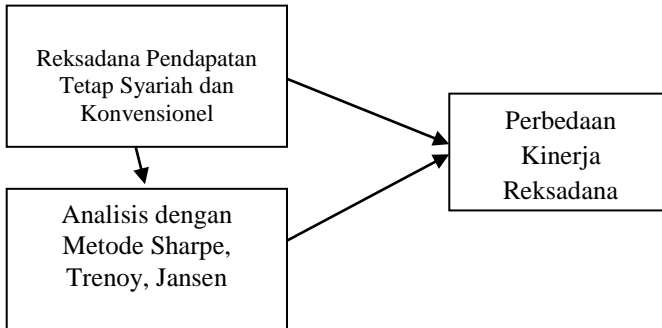 Reksadana Pendapatan
Tetap Syariah dan
Konvensionel
Perbedaan
Kinerja
Reksadana
Analisis dengan
Metode Sharpe,
Trenoy, Jansen